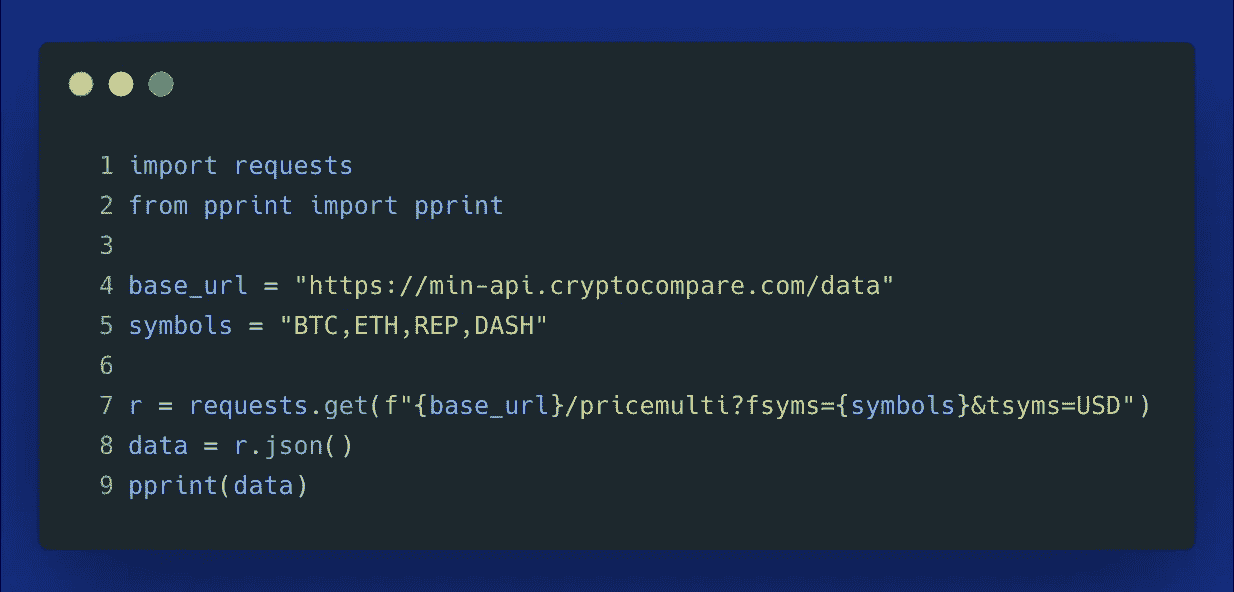 1 import requests
2 from pprint import pprint
3
4 base_url = "https://min-api.cryptocompare.com/data"
5 symbols = "BTC,ETH,REP,DASH"
6
7 r = requests.get(f"{base_url}/pricemulti?fsyms={symbols}&tsyms=USD")
8 data = r.json()
9 pprint(data)